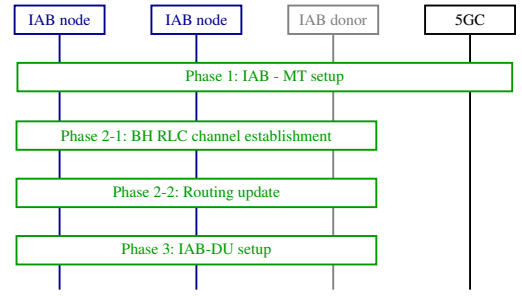 IAB node
IAB node
IAB donor
5GC
Phase 1: IAB - MT setup
Phase 2-1: BH RLC channel establishment
Phase 2-2: Routing update
Phase 3: IAB-DU setup